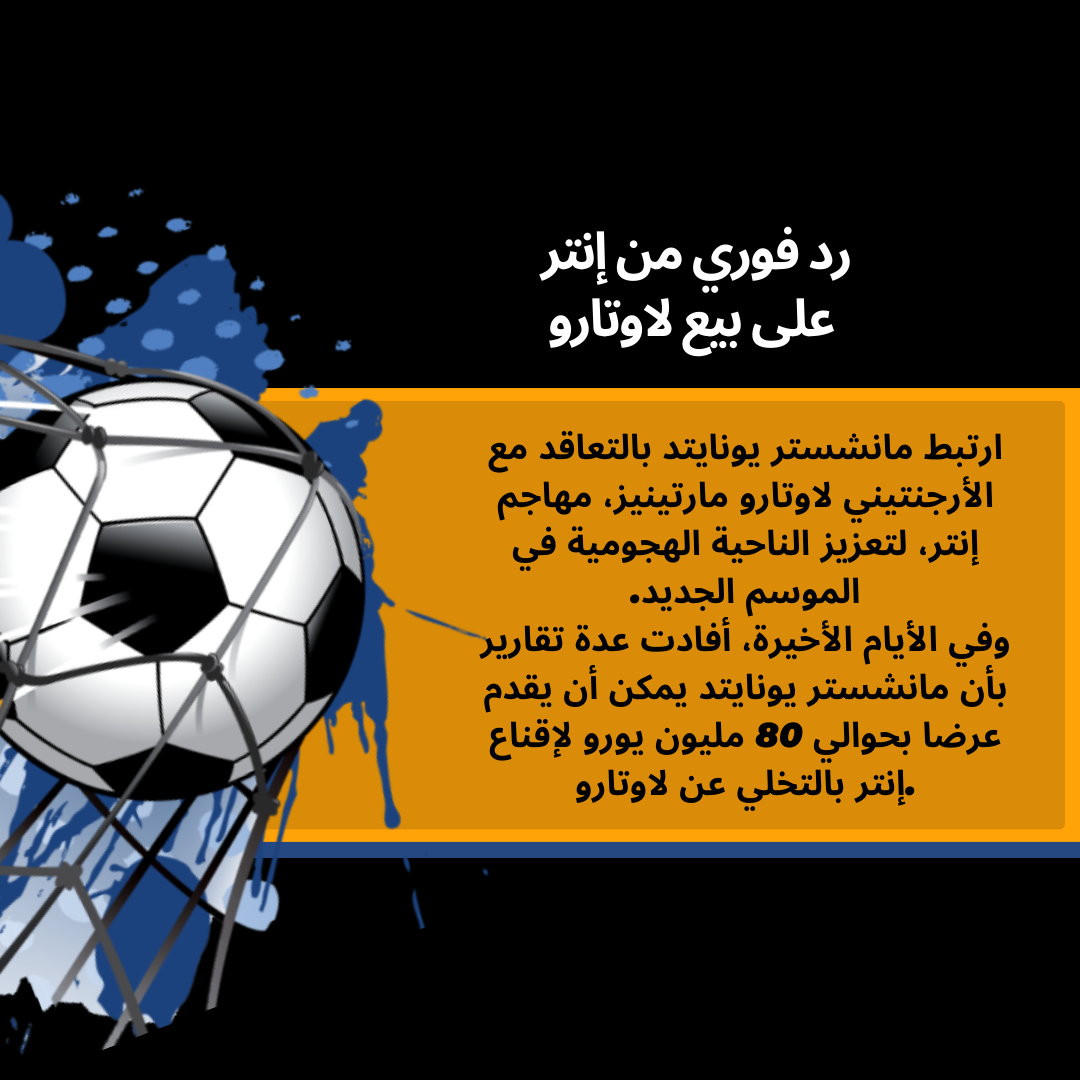 رد فوري من إنتر
على بيع لاوتارو
ارتبط مانشستر يونايتد بالتعاقد مع
الأرجنتيني لاوتارو مارتينيز، مهاجم
إنتر، لتعزيز الناحية الهجومية في
الموسم الجديد.
وفي الأيام الأخيرة، أفادت عدة تقارير
بأن مانشستر يونايتد يمكن أن يقدم
عرضا بحوالي 80 مليون يورو لإقناع
.إنتر بالتخلي عن لاوتارو